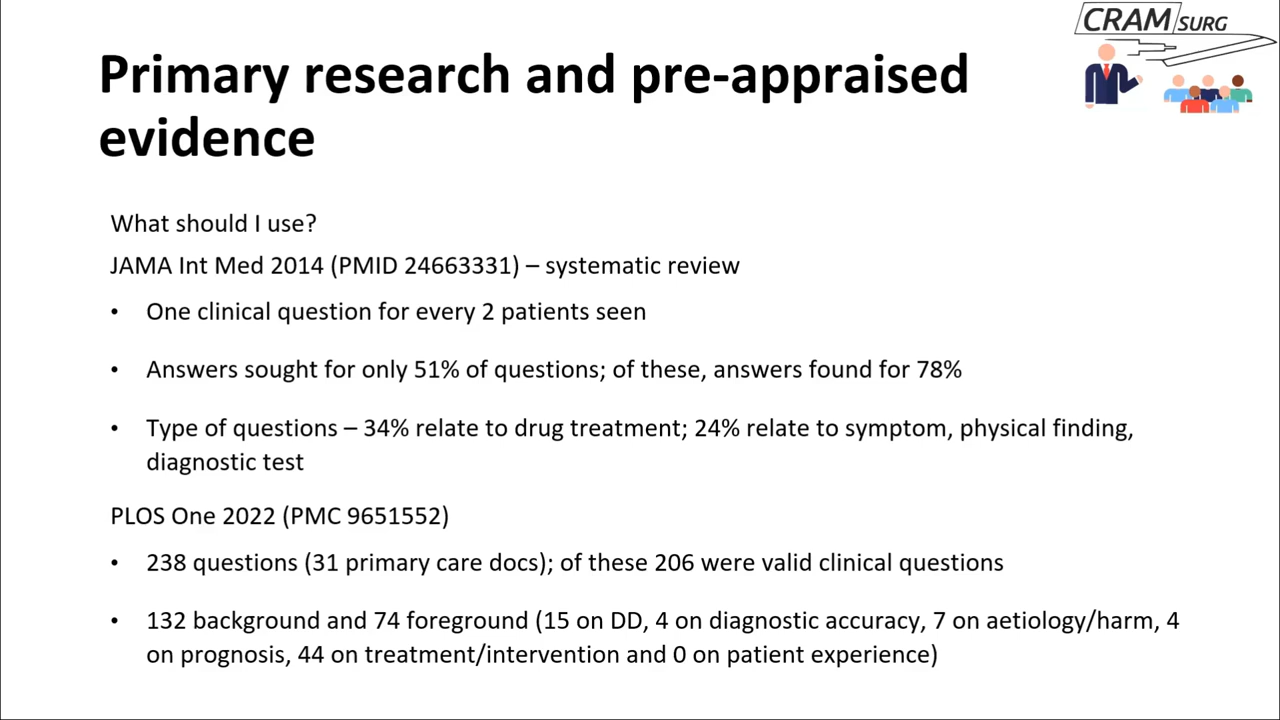 CRAM SURG
Primary research and pre-appraised
evidence
What should I use?
JAMA Int Med 2014 (PMID 24663331) – systematic review
• One clinical question for every 2 patients seen
• Answers sought for only 51% of questions; of these, answers found for 78%
• Type of questions – 34% relate to drug treatment; 24% relate to symptom, physical finding,
diagnostic test
PLOS One 2022 (PMC 9651552)
• 238 questions (31 primary care docs); of these 206 were valid clinical questions
• 132 background and 74 foreground (15 on DD, 4 on diagnostic accuracy, 7 on aetiology/harm, 4
on prognosis, 44 on treatment/intervention and 0 on patient experience)